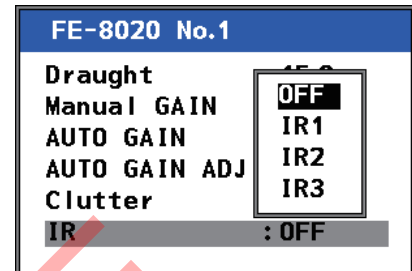 FE-8020 No.1
Draught
Manual GAIN
AUTO GAIN
AUTO GAIN ADJ
Clutter
IR : OFF
OFF
IR1
IR2
IR3